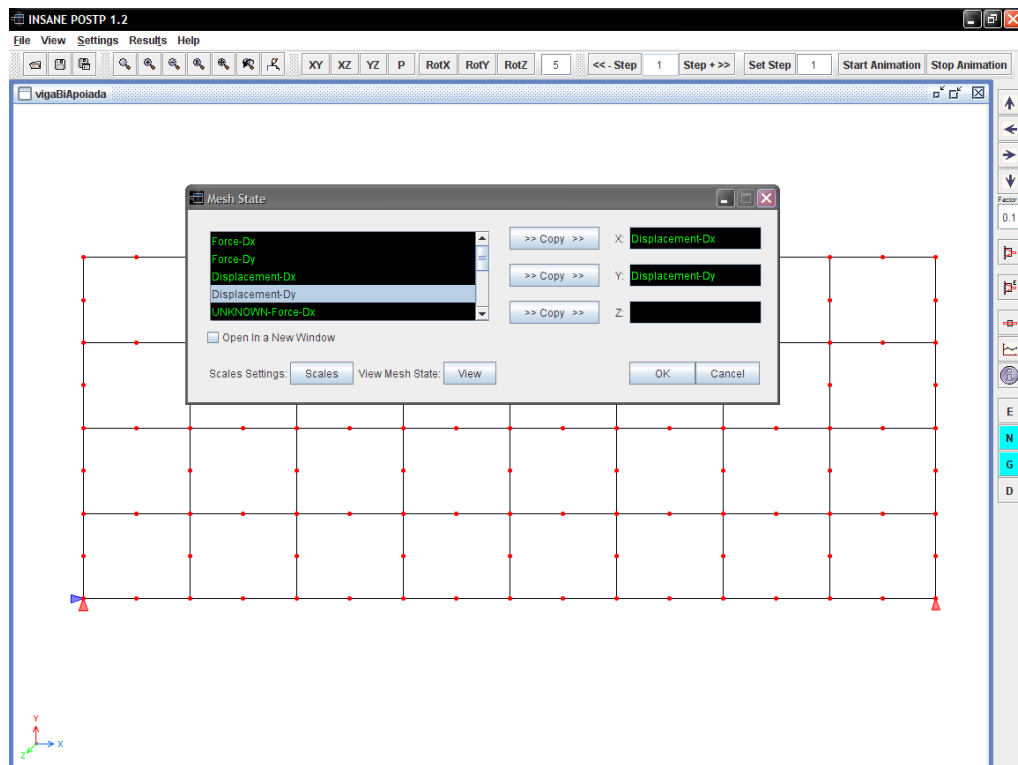 INSANE POSTP 1.2
File View Settings Results Help
XY XZ YZ P RotX RotY RotZ 5 << - Step 1 Step + >> Set Step 1 Start Animation Stop Animation
vigaBiApoiada
Factor
0.1
Mesh State
Force-Dx
Force-Dy
Displacement-Dx
Displacement-Dy
UNKNOWN-Force-Dx
>> Copy >> X: Displacement-Dx
>> Copy >> Y: Displacement-Dy
>> Copy >> Z:
Open In a New Window
Scales Settings: Scales View Mesh State: View OK Cancel
E
N
G
D
Y
X
Z